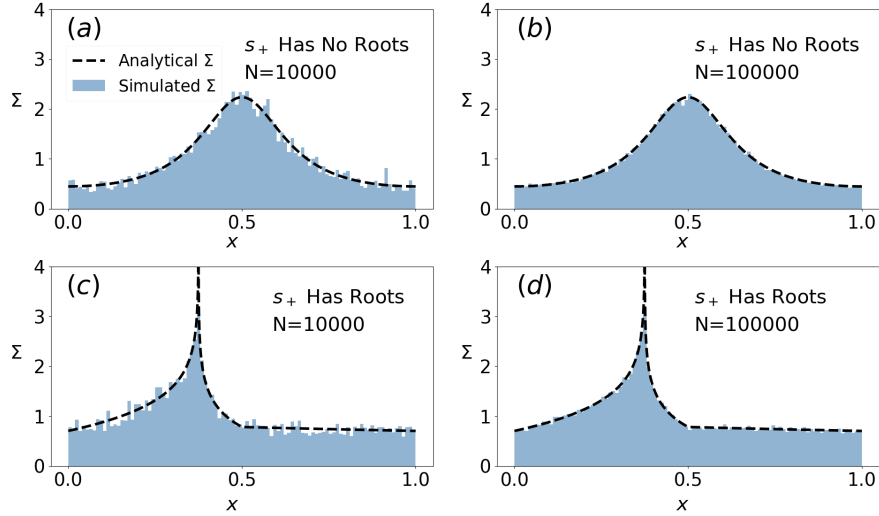 (a)
s+ Has No Roots
N=10000
Analytical Σ
Simulated Σ
Σ
4
3
2
1
0
0.0
0.5
1.0
x
(b)
s+ Has No Roots
N=100000
Σ
4
3
2
1
0
0.0
0.5
1.0
x
(c)
s+ Has Roots
N=10000
Σ
4
3
2
1
0
0.0
0.5
1.0
x
(d)
s+ Has Roots
N=100000
Σ
4
3
2
1
0
0.0
0.5
1.0
x